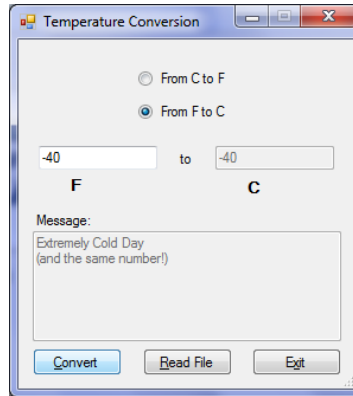 Temperature Conversion
From C to F
From F to C
-40 to -40
F C
Message:
Extremely Cold Day
(and the same number!)
Convert Read File Exit